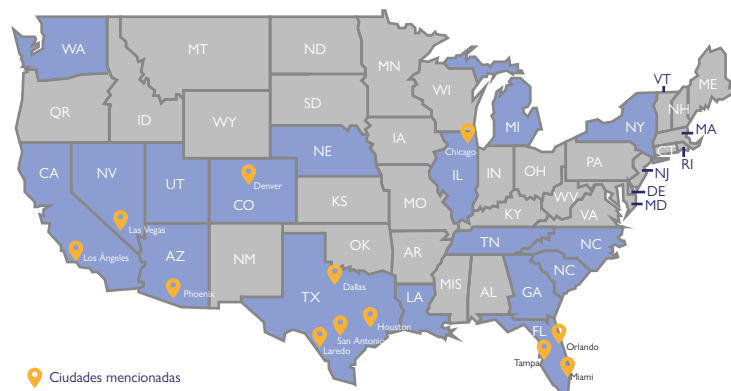 WA
MT
ND
MN
WI
MI
VT
NH
ME
MA
RI
CT
NY
QR
ID
WY
SD
IA
Chicago
IL
IN
OH
PA
NJ
DE
MD
CA
NV
UT
Denver
CO
NE
KS
MO
KY
WV
VA
Las Vegas
Los Ángeles
AZ
Phoenix
NM
OK
AR
TN
NC
NC
TX
Dallas
LA
MIS
AL
GA
Houston
San Antonio
Laredo
FL
Orlando
Tampa
Miami
Ciudades mencionadas